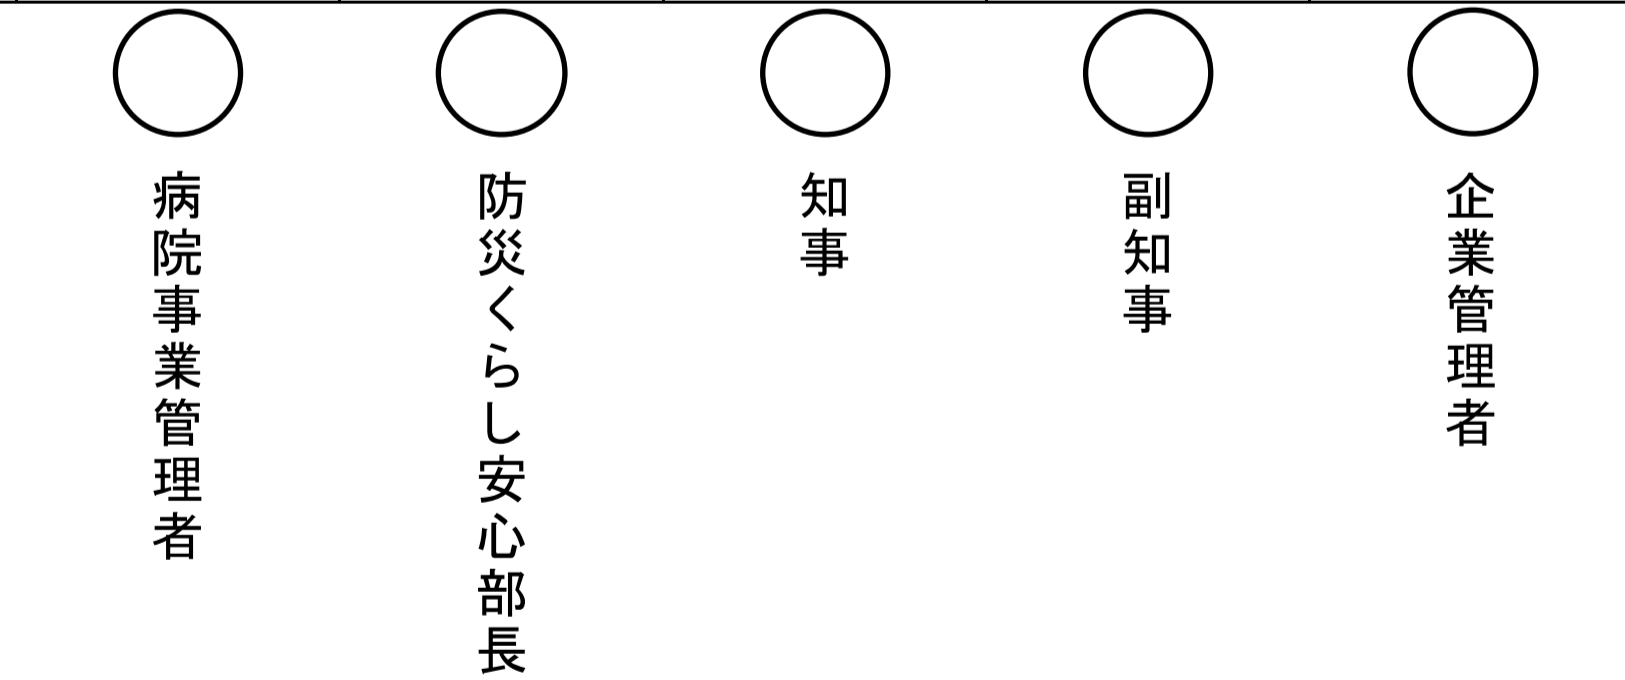 企業管理者
副知事
知事
防災くらし安心部長
病院事業管理者